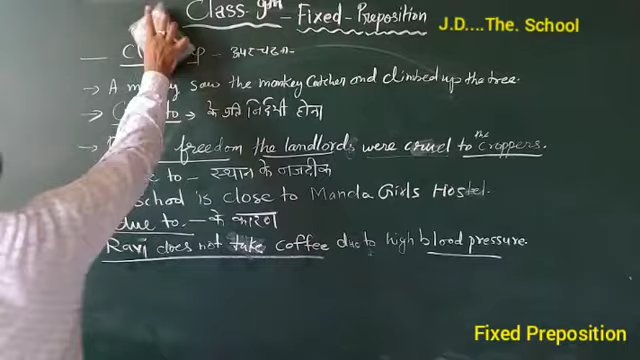 Class 9th - Fixed - Preposition
J.D....The. School
- ऊपर चढ़ना
→ A saw the monkey Catcher and climbed up the tree.
→ to → के प्रति निर्दयी होना
→ freedom the landlords were cruel to the croppers.
to - स्थान के नजदीक
School is close to Manda Girls Hostel
due to - के कारण
Ravi does not take coffee due to high blood pressure.
Fixed Preposition